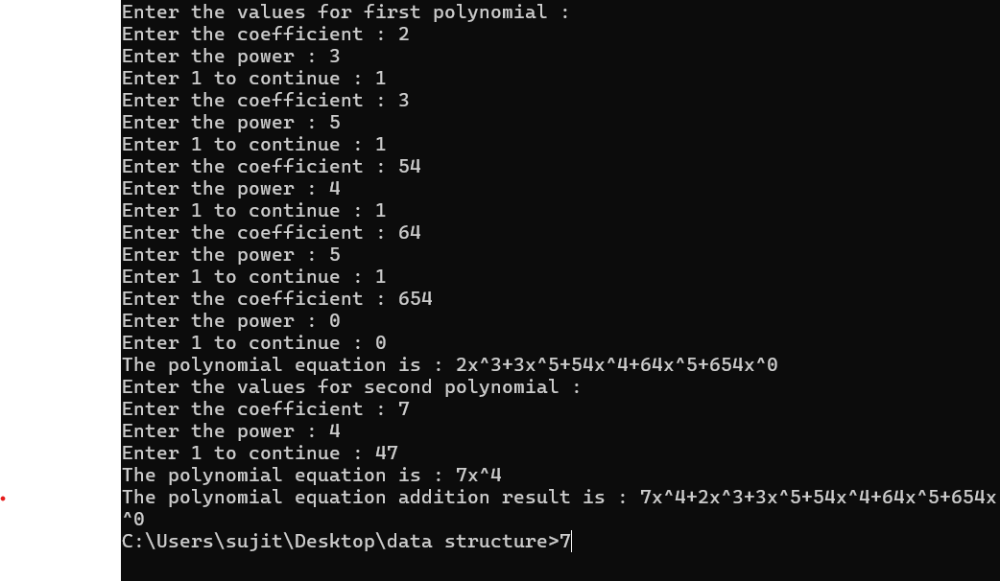 Enter the values for first polynomial :
Enter the coefficient : 2
Enter the power : 3
Enter 1 to continue : 1
Enter the coefficient : 3
Enter the power : 5
Enter 1 to continue : 1
Enter the coefficient : 54
Enter the power : 4
Enter 1 to continue : 1
Enter the coefficient : 64
Enter the power : 5
Enter 1 to continue : 1
Enter the coefficient : 654
Enter the power : 0
Enter 1 to continue : 0
The polynomial equation is : 2x^3+3x^5+54x^4+64x^5+654x^0
Enter the values for second polynomial :
Enter the coefficient : 7
Enter the power : 4
Enter 1 to continue : 47
The polynomial equation is : 7x^4
The polynomial equation addition result is : 7x^4+2x^3+3x^5+54x^4+64x^5+654x
^0
C:\Users\sujit\Desktop\data structure>7